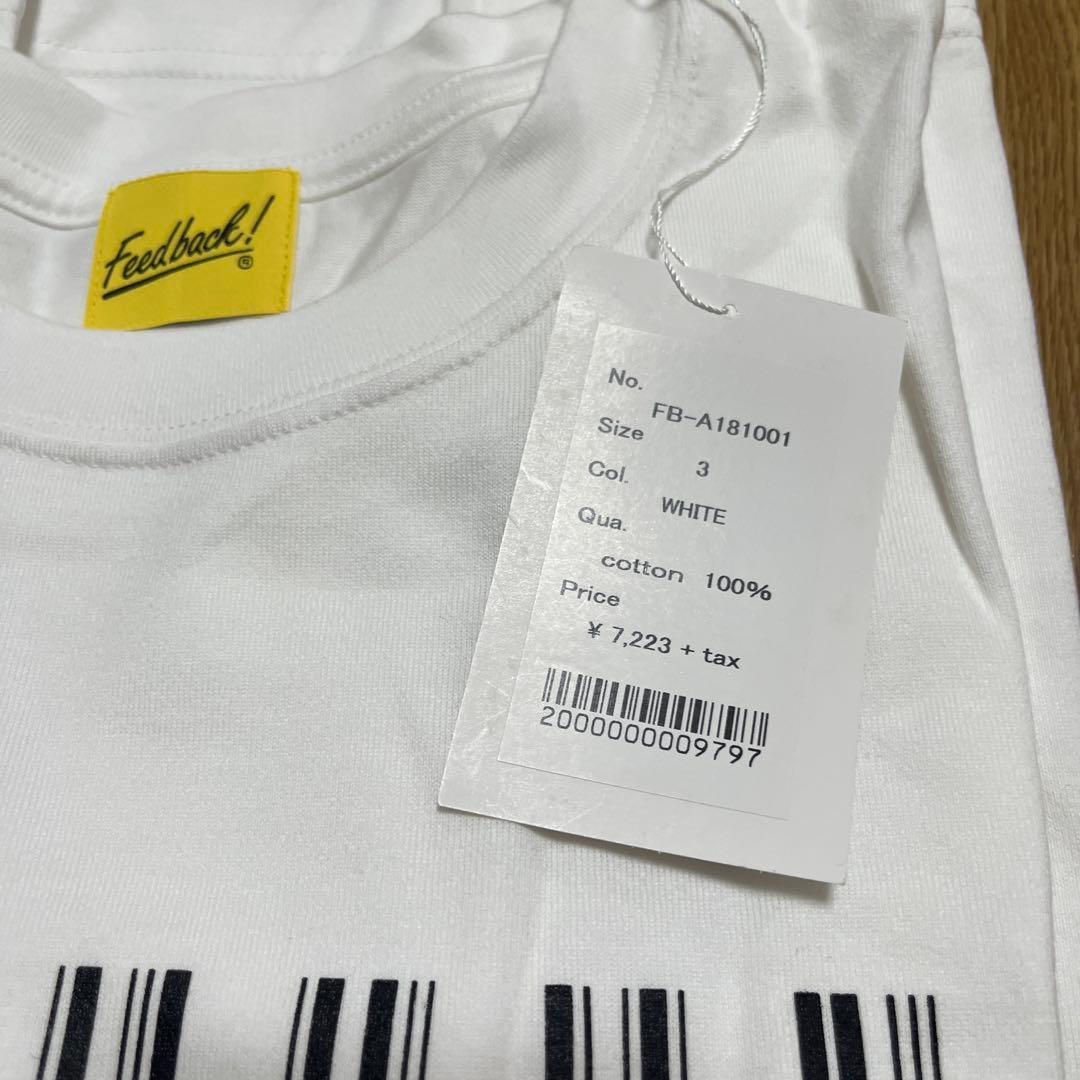 Feedback!
®
No.
FB-A181001
Size
3
Col.
WHITE
Qua.
cotton 100%
Price
¥ 7,223 + tax
2000000009797